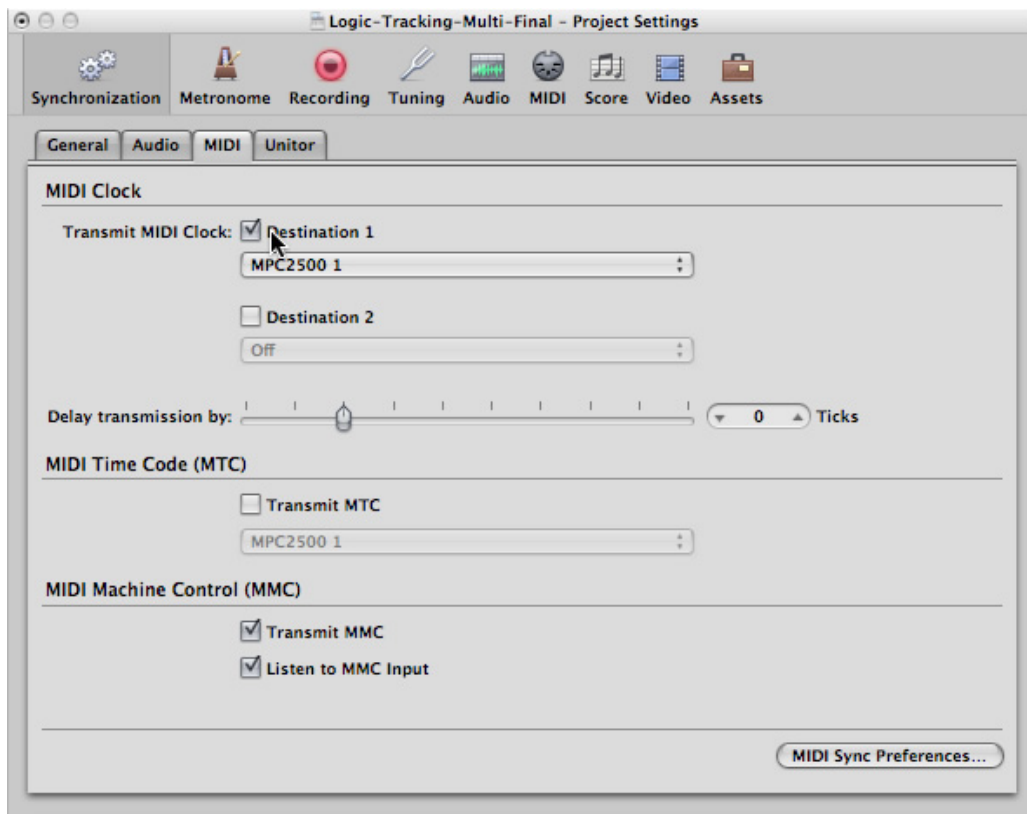 Logic-Tracking-Multi-Final - Project Settings
Synchronization Metronome Recording Tuning Audio MIDI Score Video Assets
General Audio MIDI Unitor
MIDI Clock
Transmit MIDI Clock: Destination 1
MPC2500 1
Destination 2
Off
Delay transmission by: 0 Ticks
MIDI Time Code (MTC)
Transmit MTC
MPC2500 1
MIDI Machine Control (MMC)
Transmit MMC
Listen to MMC Input
MIDI Sync Preferences...